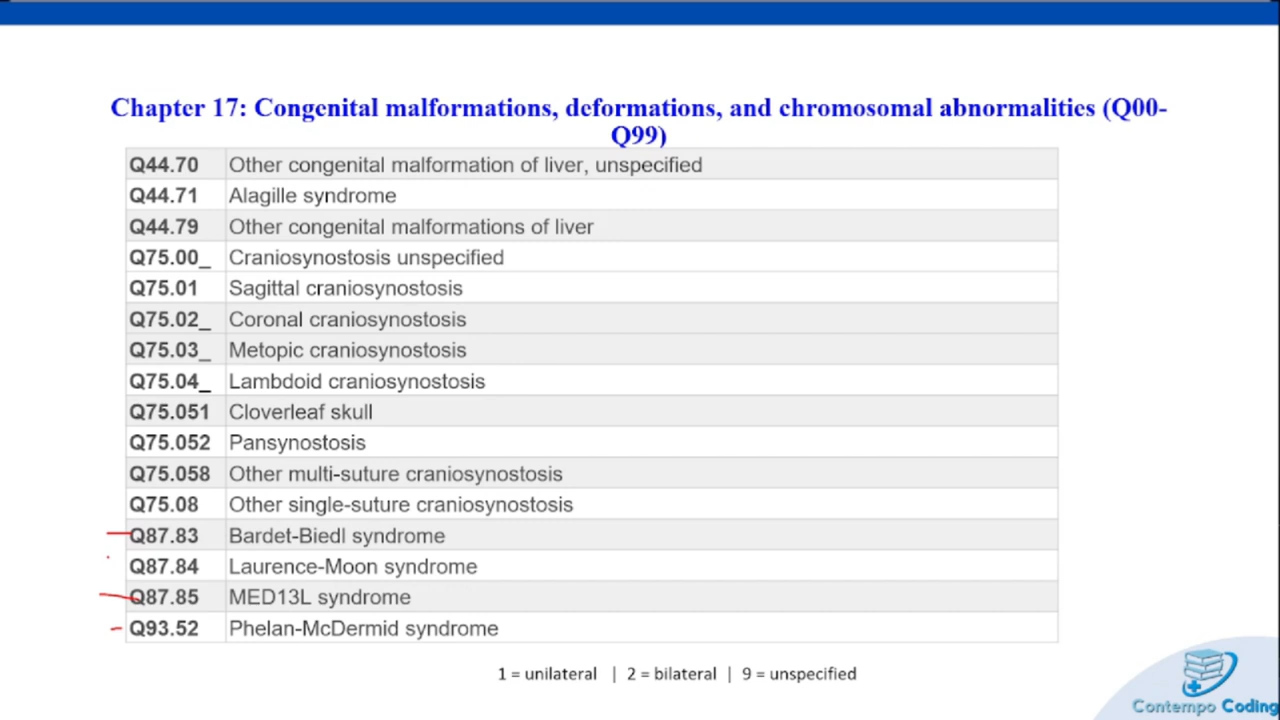 Chapter 17: Congenital malformations, deformations, and chromosomal abnormalities (Q00-
Q99)
Q44.70 Other congenital malformation of liver, unspecified
Q44.71 Alagille syndrome
Q44.79 Other congenital malformations of liver
Q75.00_ Craniosynostosis unspecified
Q75.01 Sagittal craniosynostosis
Q75.02_ Coronal craniosynostosis
Q75.03_ Metopic craniosynostosis
Q75.04_ Lambdoid craniosynostosis
Q75.051 Cloverleaf skull
Q75.052 Pansynostosis
Q75.058 Other multi-suture craniosynostosis
Q75.08 Other single-suture craniosynostosis
Q87.83 Bardet-Biedl syndrome
Q87.84 Laurence-Moon syndrome
Q87.85 MED13L syndrome
Q93.52 Phelan-McDermid syndrome
1 = unilateral | 2 = bilateral | 9 = unspecified
Contempo Coding